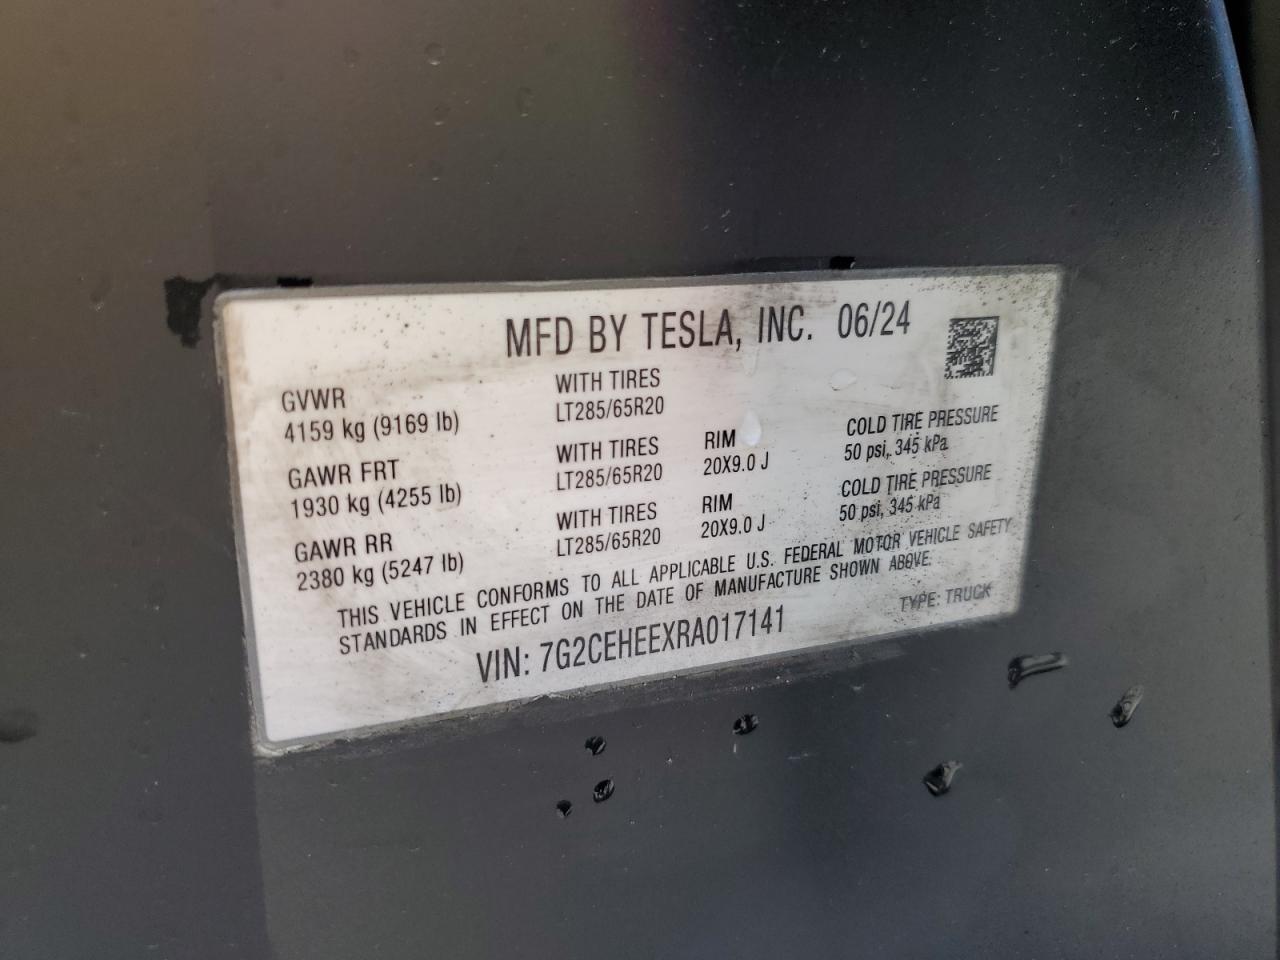 MFD BY TESLA, INC. 06/24
GVWR
4159 kg (9169 lb)
WITH TIRES
LT285/65R20
GAWR FRT
1930 kg (4255 lb)
WITH TIRES
LT285/65R20
RIM
20X9.0 J
COLD TIRE PRESSURE
50 psi, 345 kPa
GAWR RR
2380 kg (5247 lb)
WITH TIRES
LT285/65R20
RIM
20X9.0 J
COLD TIRE PRESSURE
50 psi, 345 kPa
THIS VEHICLE CONFORMS TO ALL APPLICABLE U.S. FEDERAL MOTOR VEHICLE SAFETY
STANDARDS IN EFFECT ON THE DATE OF MANUFACTURE SHOWN ABOVE.
VIN: 7G2CEHEEXRA017141
TYPE: TRUCK